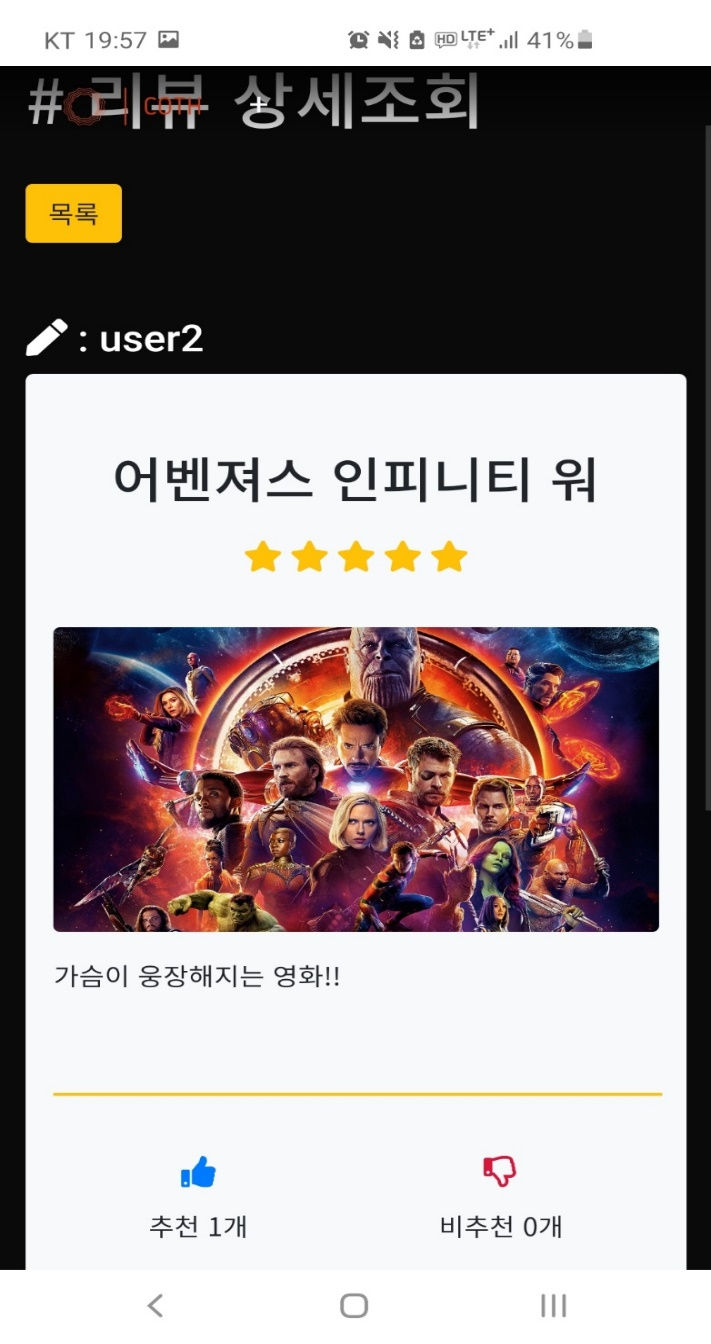 KT 19:57 HD LTE+ 41%
# 리뷰 상세조회
COTH +
목록
: user2
어벤져스 인피니티 워
가슴이 웅장해지는 영화!!
추천 1개
비추천 0개